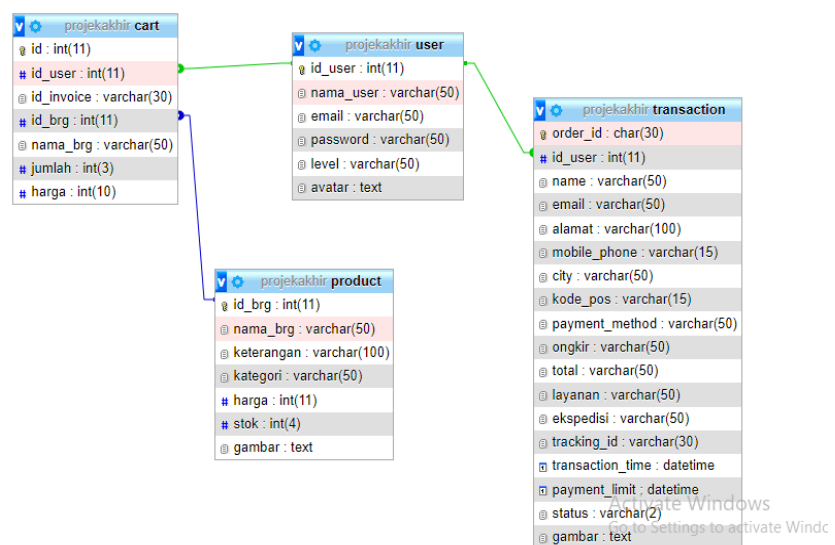 projekakhir cart
id : int(11)
id_user : int(11)
id_invoice : varchar(30)
id_brg : int(11)
nama_brg : varchar(50)
jumlah : int(3)
harga : int(10)
projekakhir user
id_user : int(11)
nama_user : varchar(50)
email : varchar(50)
password : varchar(50)
level : varchar(50)
avatar : text
projekakhir product
id_brg : int(11)
nama_brg : varchar(50)
keterangan : varchar(100)
kategori : varchar(50)
harga : int(11)
stok : int(4)
gambar : text
projekakhir transaction
order_id : char(30)
id_user : int(11)
name : varchar(50)
email : varchar(50)
alamat : varchar(100)
mobile_phone : varchar(15)
city : varchar(50)
kode_pos : varchar(15)
payment_method : varchar(50)
ongkir : varchar(50)
total : varchar(50)
layanan : varchar(50)
ekspedisi : varchar(50)
tracking_id : varchar(30)
transaction_time : datetime
payment_limit : datetime
status : varchar(2)
gambar : text
Activate Windows
Go to Settings to activate Windo